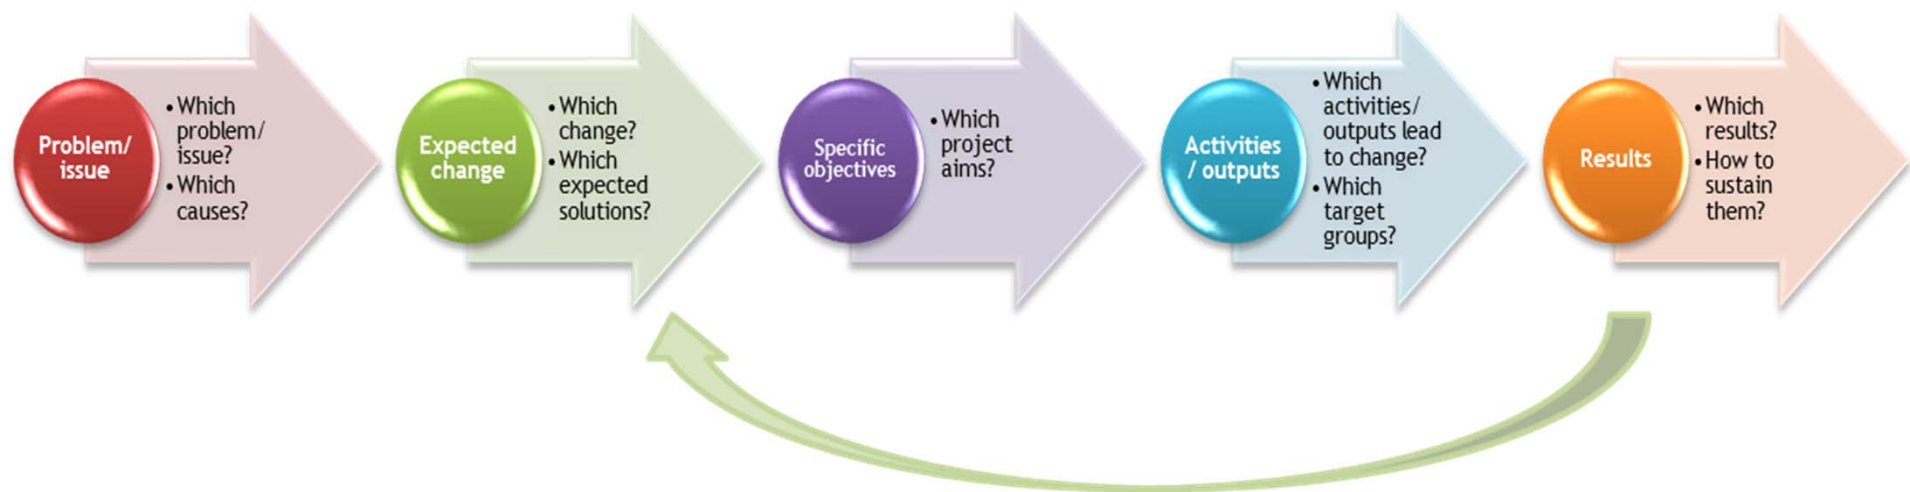 Problem/
issue
• Which
problem/
issue?
• Which
causes?
Expected
change
• Which
change?
• Which
expected
solutions?
Specific
objectives
• Which
project
aims?
Activities
/ outputs
• Which
activities/
outputs lead
to change?
• Which
target
groups?
Results
• Which
results?
• How to
sustain
them?